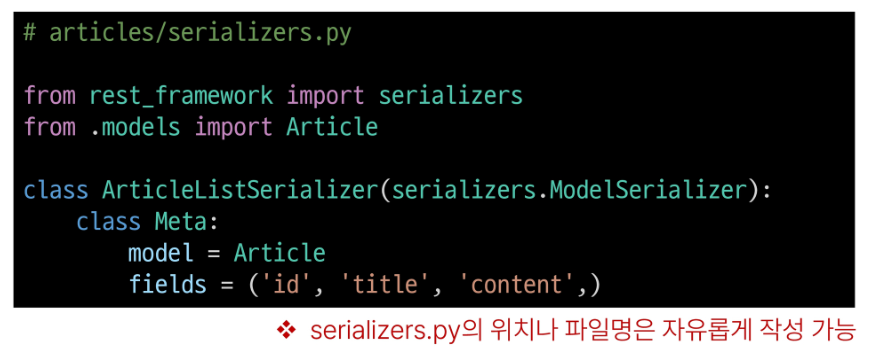 # articles/serializers.py
from rest_framework import serializers
from .models import Article
class ArticleListSerializer(serializers.ModelSerializer):
    class Meta:
        model = Article
        fields = ('id', 'title', 'content',)
❖ serializers.py의 위치나 파일명은 자유롭게 작성 가능